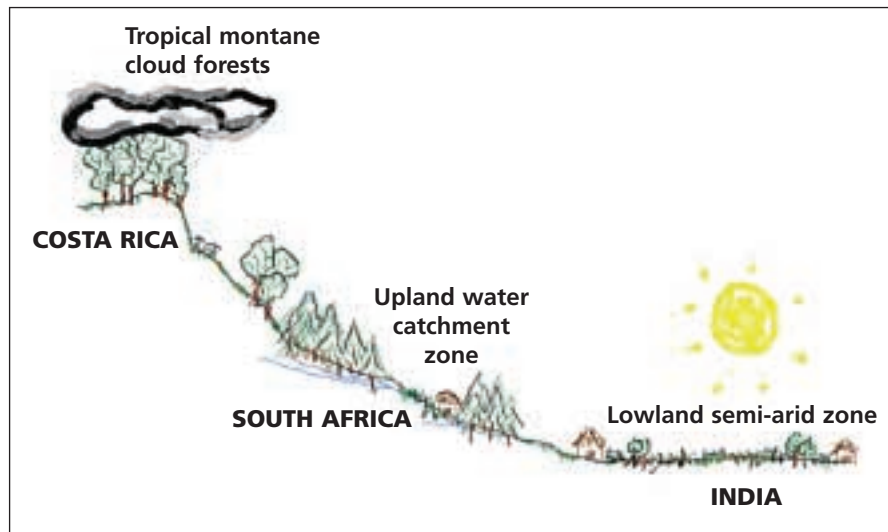 Tropical montane
cloud forests
COSTA RICA
Upland water
catchment
zone
SOUTH AFRICA
Lowland semi-arid zone
INDIA